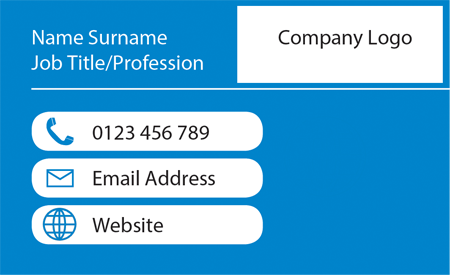 Name Surname
Job Title/Profession
Company Logo
0123 456 789
Email Address
Website